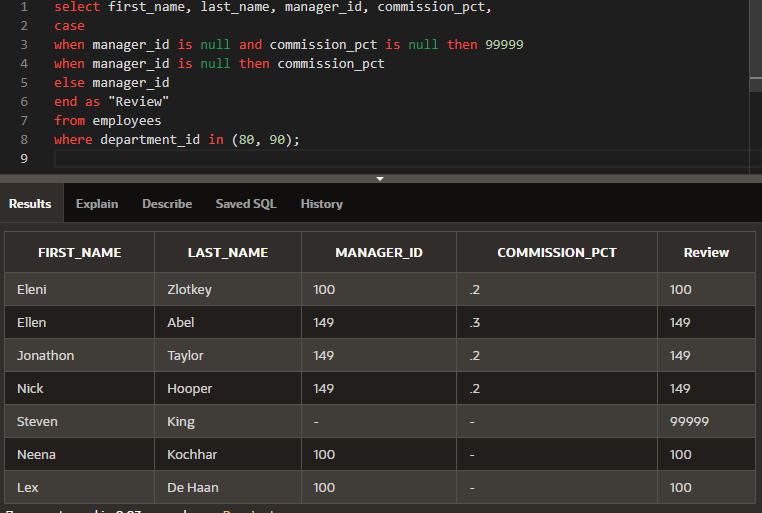 1 select first_name, last_name, manager_id, commission_pct,
2 case
3 when manager_id is null and commission_pct is null then 99999
4 when manager_id is null then commission_pct
5 else manager_id
6 end as "Review"
7 from employees
8 where department_id in (80, 90);
9
Results Explain Describe Saved SQL History
FIRST_NAME LAST_NAME MANAGER_ID COMMISSION_PCT Review
Eleni Zlotkey 100 .2 100
Ellen Abel 149 .3 149
Jonathon Taylor 149 .2 149
Nick Hooper 149 .2 149
Steven King - - 99999
Neena Kochhar 100 - 100
Lex De Haan 100 - 100